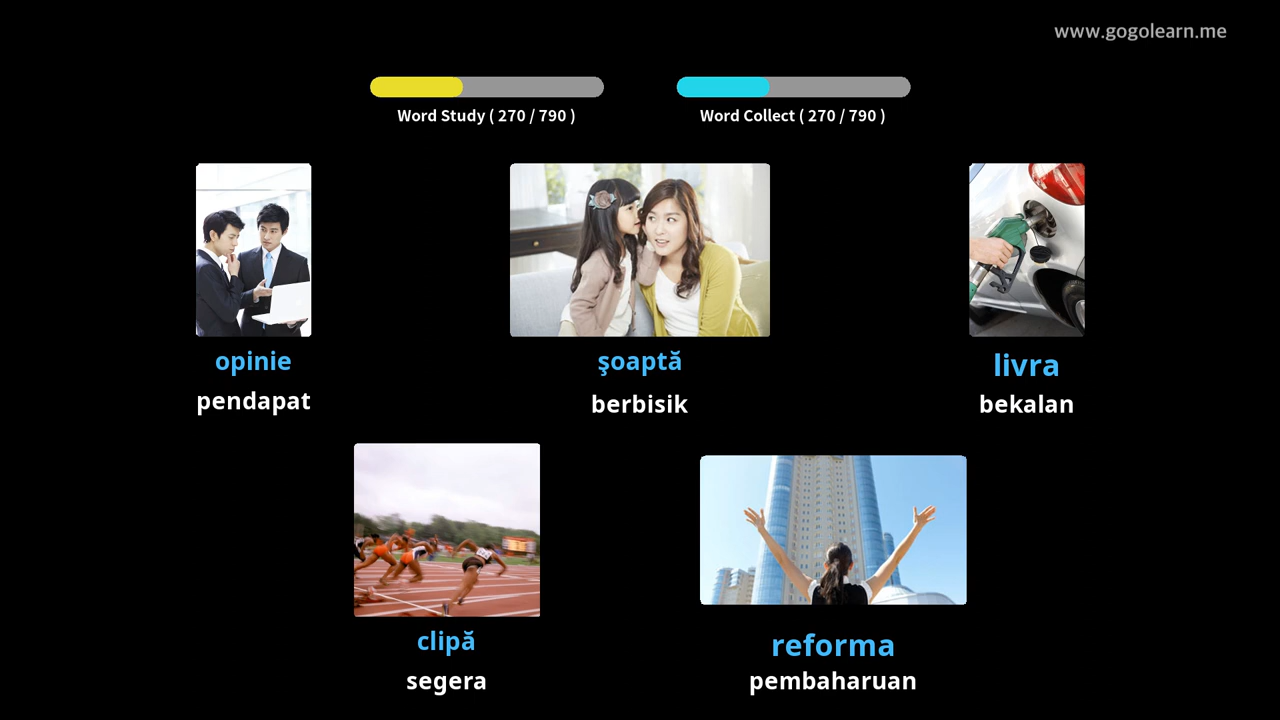 www.gogolearn.me
Word Study ( 270 / 790 )
Word Collect ( 270 / 790 )
opinie
pendapat
şoaptă
berbisik
livra
bekalan
clipă
segera
reforma
pembaharuan